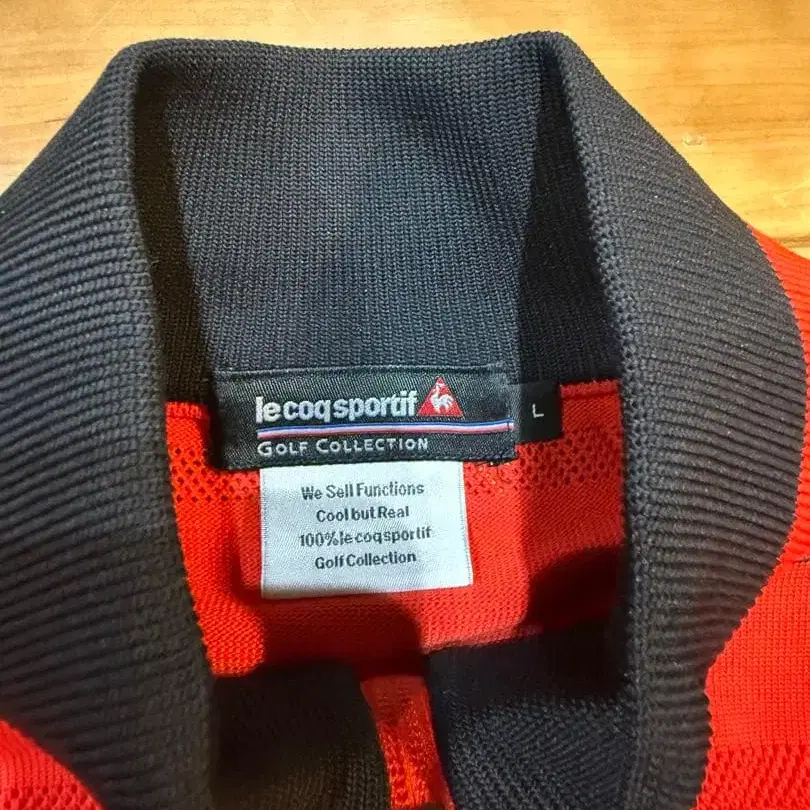 le coq sportif
GOLF COLLECTION
L
We Sell Functions
Cool but Real
100% le coq sportif
Golf Collection